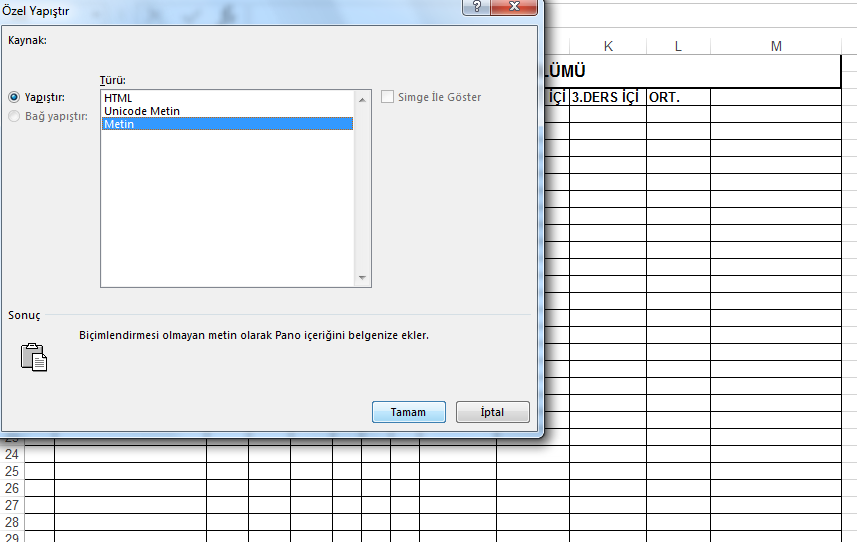 Özel Yapıştır
?
Kaynak:
Türü:
Yapıştır:
Bağ yapıştır:
HTML
Unicode Metin
Metin
Simge İle Göster
Sonuç
Biçimlendirmesi olmayan metin olarak Pano içeriğini belgenize ekler.
Tamam
İptal
K
L
M
LÜMÜ
İÇİ
3.DERS İÇİ
ORT.
24
25
26
27
28
29